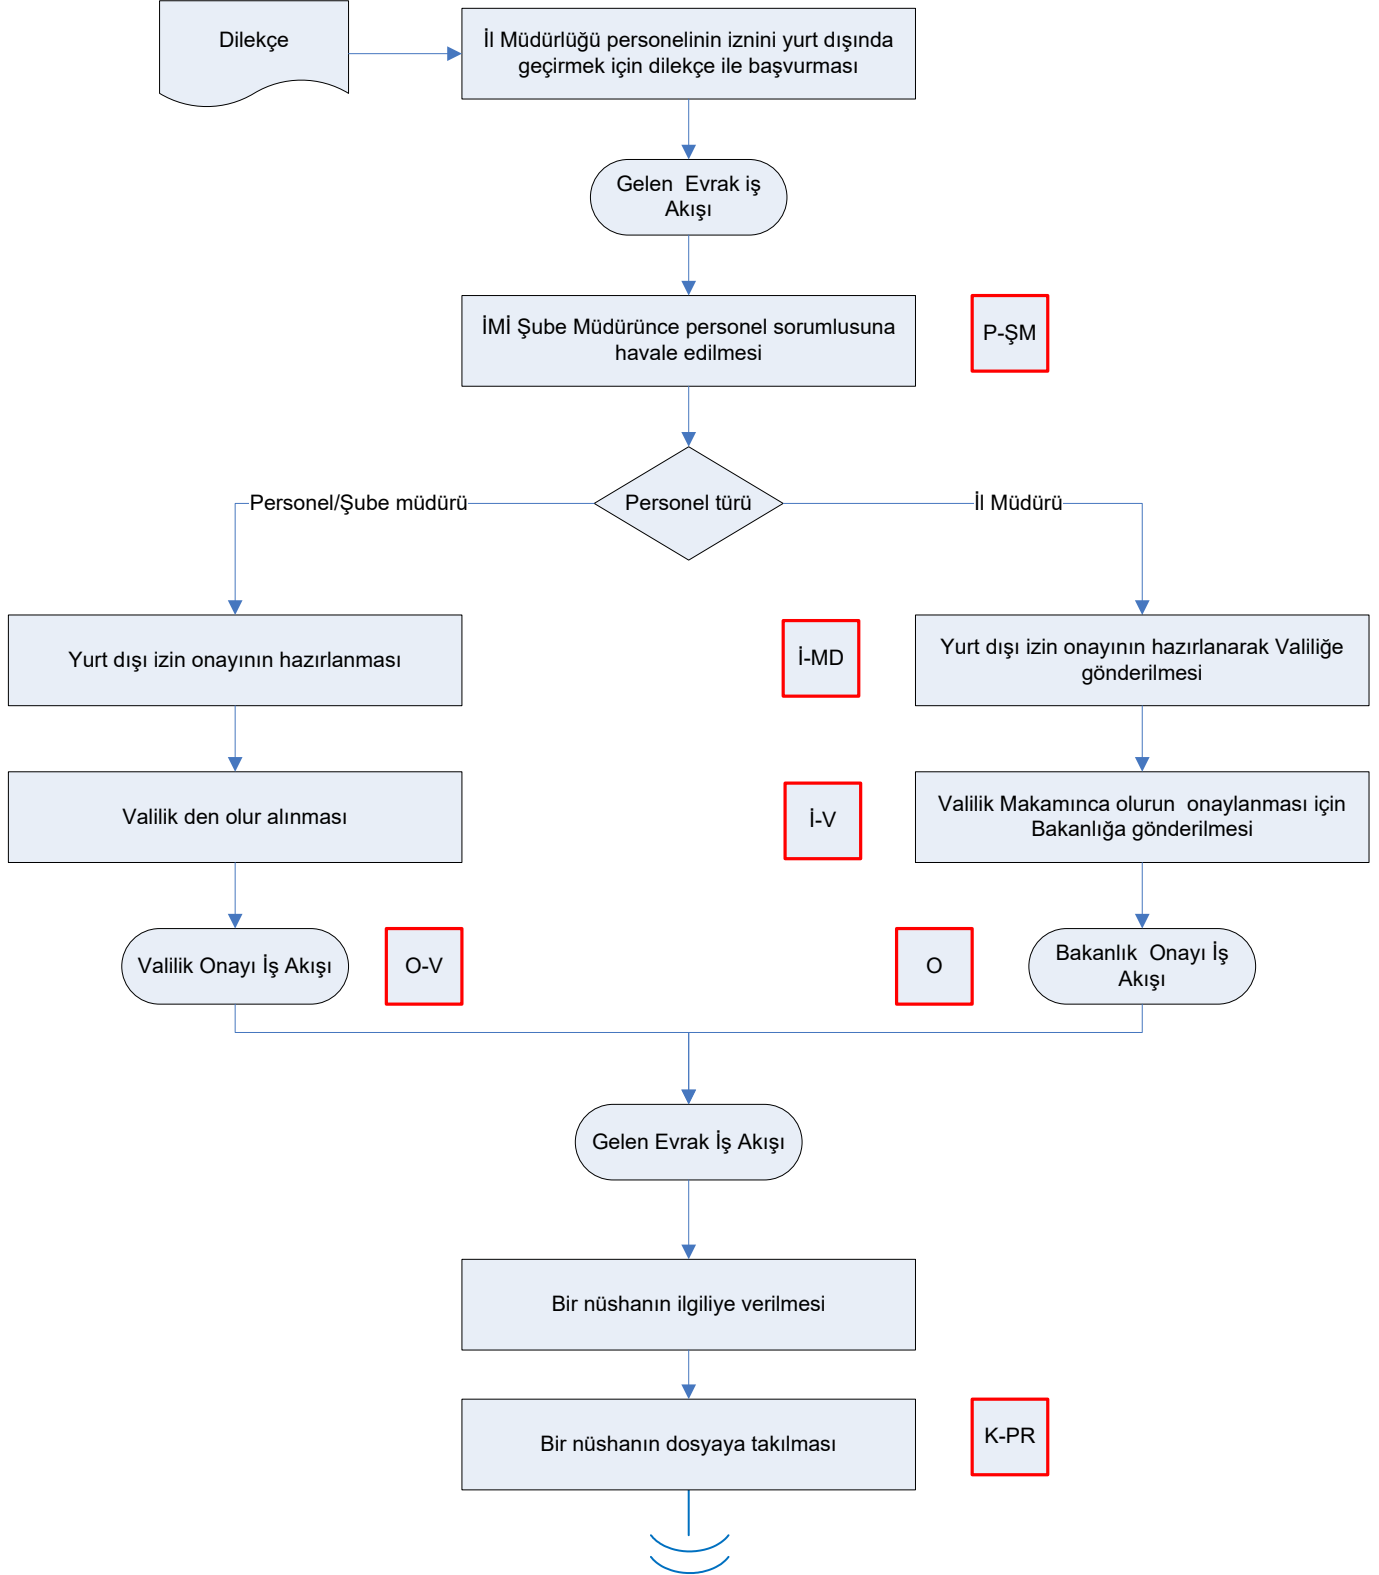 Dilekçe
İl Müdürlüğü personelinin iznini yurt dışında
geçirmek için dilekçe ile başvurması
Gelen  Evrak iş
Akışı
İMİ Şube Müdürünce personel sorumlusuna
havale edilmesi
P-ŞM
Personel/Şube müdürü
Personel türü
İl Müdürü
Yurt dışı izin onayının hazırlanması
İ-MD
Yurt dışı izin onayının hazırlanarak Valiliğe
gönderilmesi
Valilik den olur alınması
İ-V
Valilik Makamınca olurun  onaylanması için
Bakanlığa gönderilmesi
Valilik Onayı İş Akışı
O-V
O
Bakanlık  Onayı İş
Akışı
Gelen Evrak İş Akışı
Bir nüshanın ilgiliye verilmesi
Bir nüshanın dosyaya takılması
K-PR